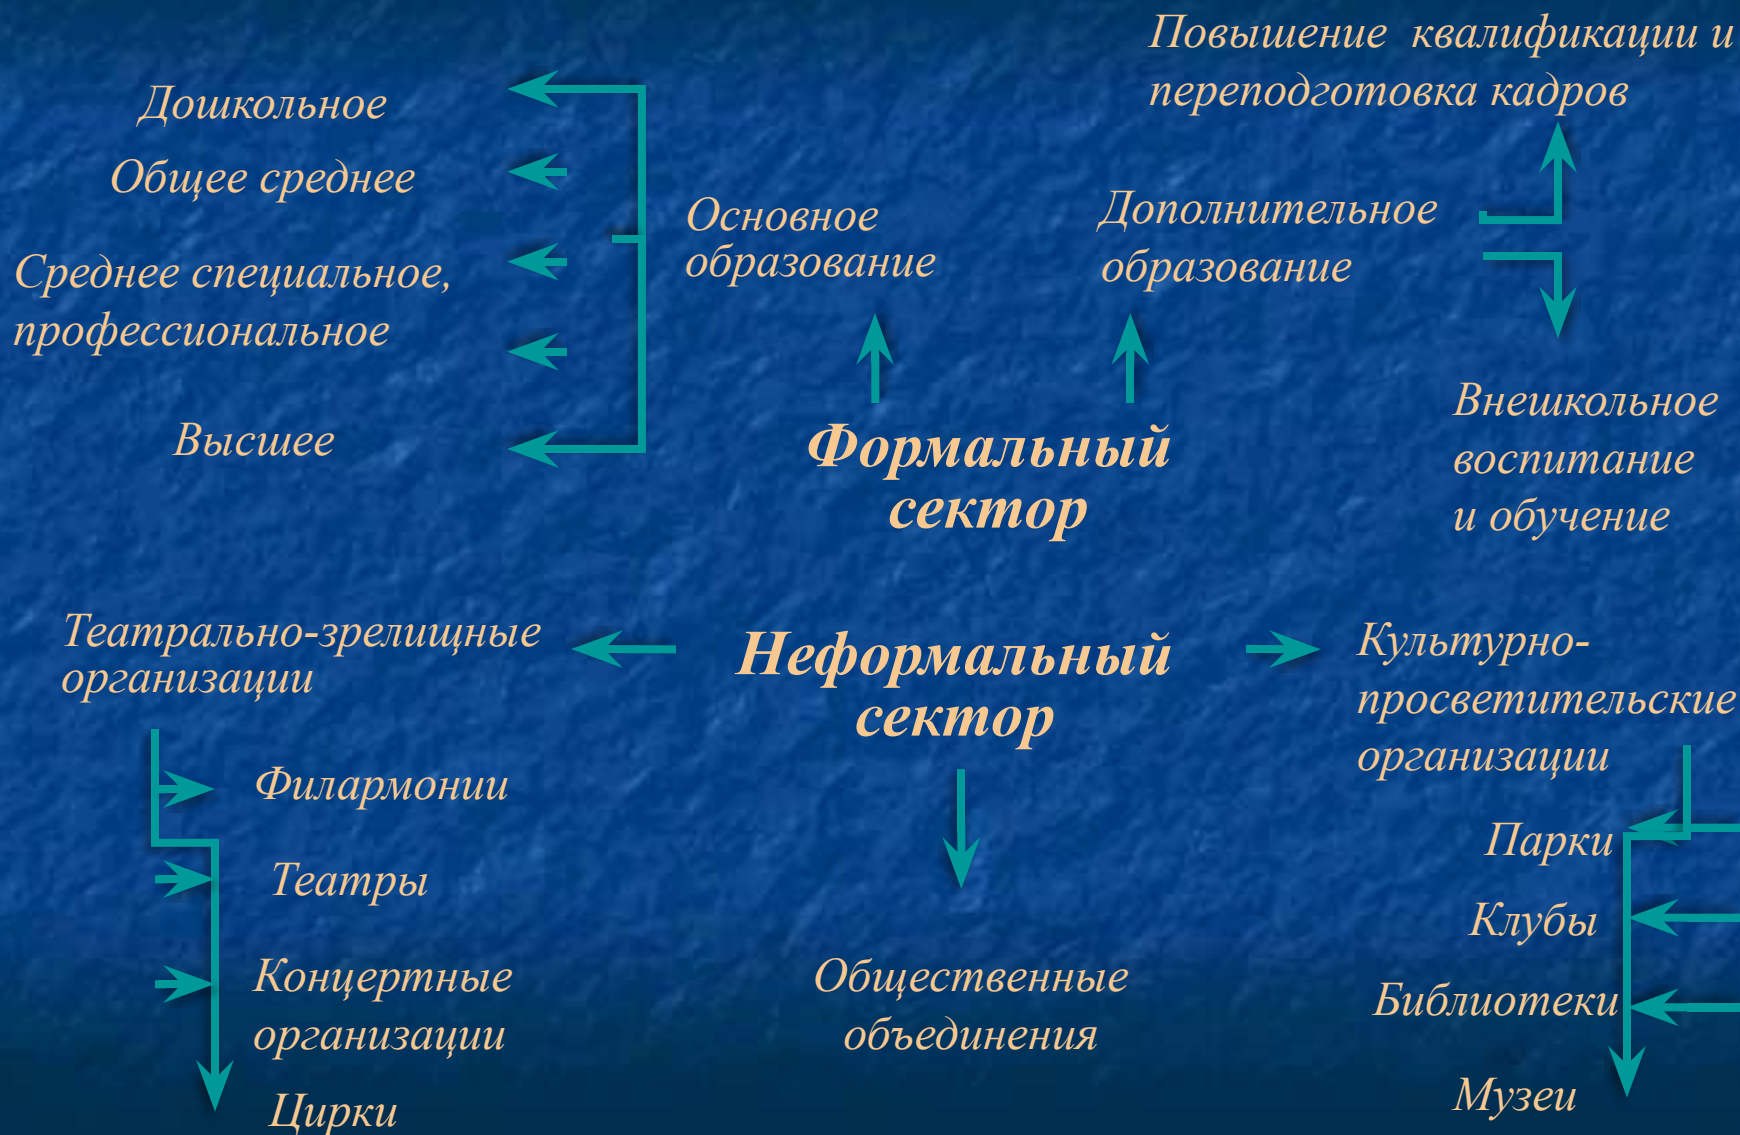 Повышение квалификации и
переподготовка кадров
Дошкольное
Общее среднее
Среднее специальное,
профессиональное
Высшее
Основное
образование
Дополнительное
образование
Внешкольное
воспитание
и обучение
Формальный
сектор
Театрально-зрелищные
организации
Неформальный
сектор
Культурно-
просветительские
организации
Филармонии
Театры
Концертные
организации
Цирки
Общественные
объединения
Парки
Клубы
Библиотеки
Музеи